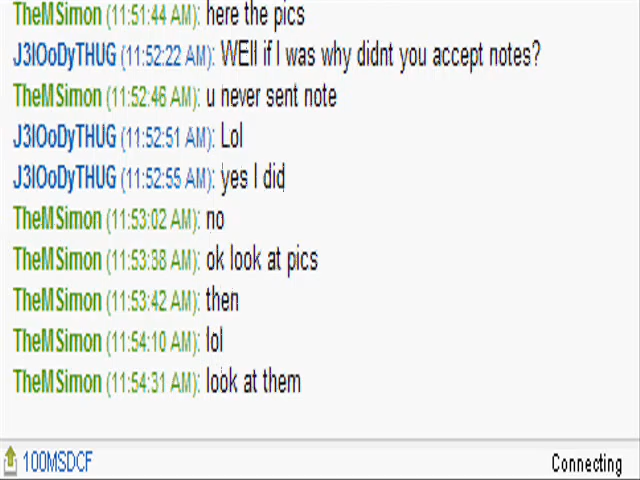 TheMSimon (11:51:44 AM): here the pics
J3lOoDyTHUG (11:52:22 AM): WEll if I was why didnt you accept notes?
TheMSimon (11:52:46 AM): u never sent note
J3lOoDyTHUG (11:52:51 AM): Lol
J3lOoDyTHUG (11:52:55 AM): yes I did
TheMSimon (11:53:02 AM): no
TheMSimon (11:53:38 AM): ok look at pics
TheMSimon (11:53:42 AM): then
TheMSimon (11:54:10 AM): lol
TheMSimon (11:54:31 AM): look at them
100MSDCF Connecting